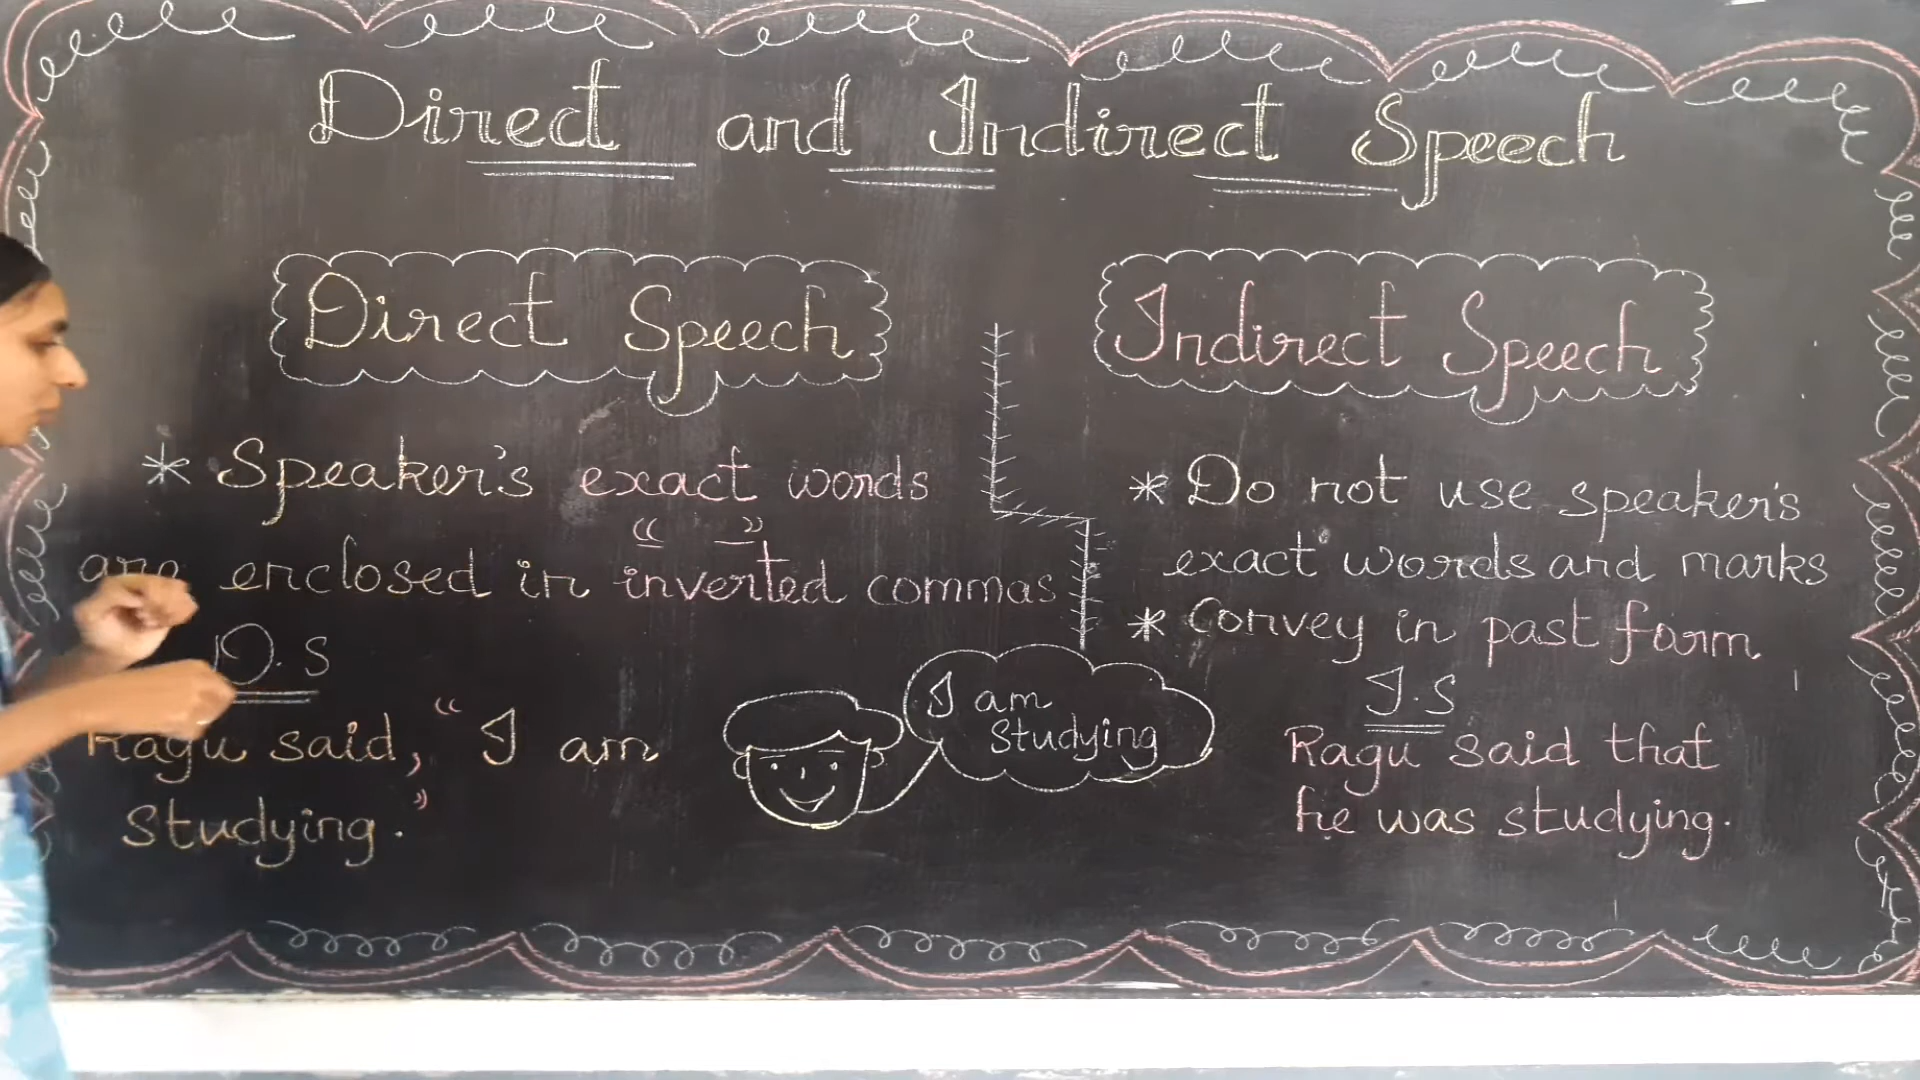 Direct and Indirect Speech
Direct Speech
* Speaker's exact words
“ ”
are enclosed in inverted commas
D.S
Ragu said, “I am
Studying.”
I am
Studying
Indirect Speech
* Do not use speaker's
exact words and marks
* Convey in past form
I.S
Ragu said that
he was studying.